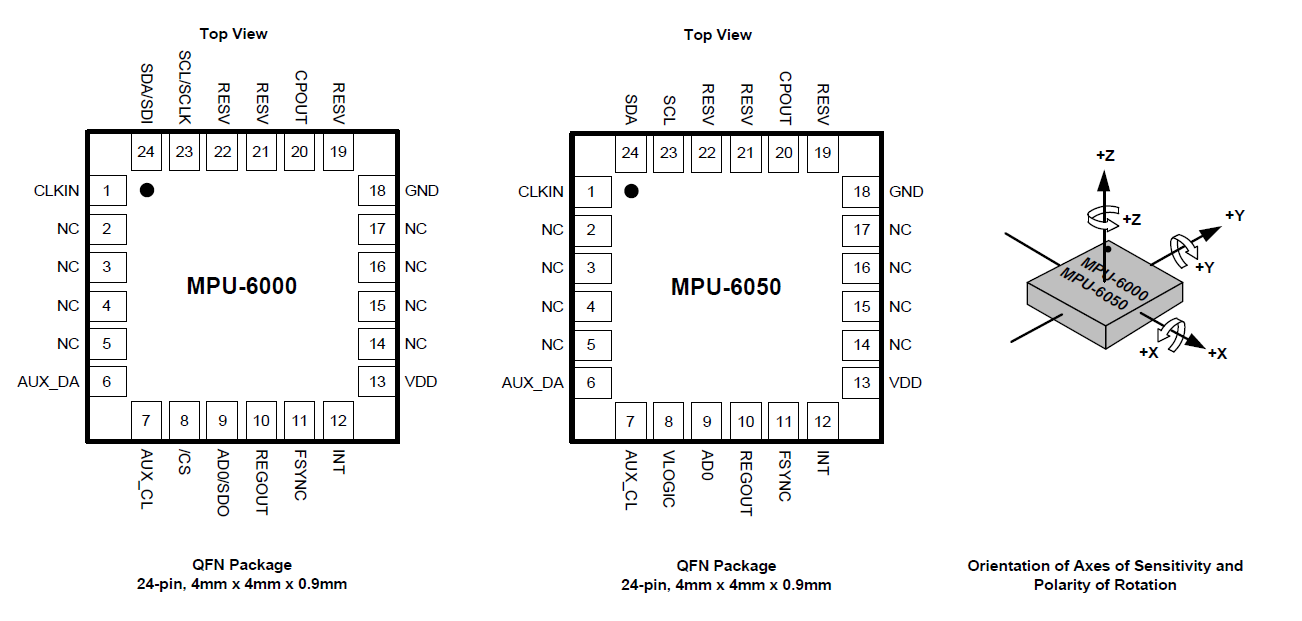 Top View
SDA/SDI
SCL/SCLK
RESV
RESV
CPOUT
RESV
24 23 22 21 20 19
CLKIN 1 18 GND
NC 2 17 NC
NC 3 16 NC
MPU-6000
NC 4 15 NC
NC 5 14 NC
AUX_DA 6 13 VDD
7 8 9 10 11 12
AUX_CL
/CS
AD0/SDO
REGOUT
FSYNC
INT
QFN Package
24-pin, 4mm x 4mm x 0.9mm
Top View
SDA
SCL
RESV
RESV
CPOUT
RESV
24 23 22 21 20 19
CLKIN 1 18 GND
NC 2 17 NC
NC 3 16 NC
MPU-6050
NC 4 15 NC
NC 5 14 NC
AUX_DA 6 13 VDD
7 8 9 10 11 12
AUX_CL
VLOGIC
AD0
REGOUT
FSYNC
INT
QFN Package
24-pin, 4mm x 4mm x 0.9mm
+Z
+Z
+Y
+Y
MPU-6000
MPU-6050
+X
+X
Orientation of Axes of Sensitivity and
Polarity of Rotation